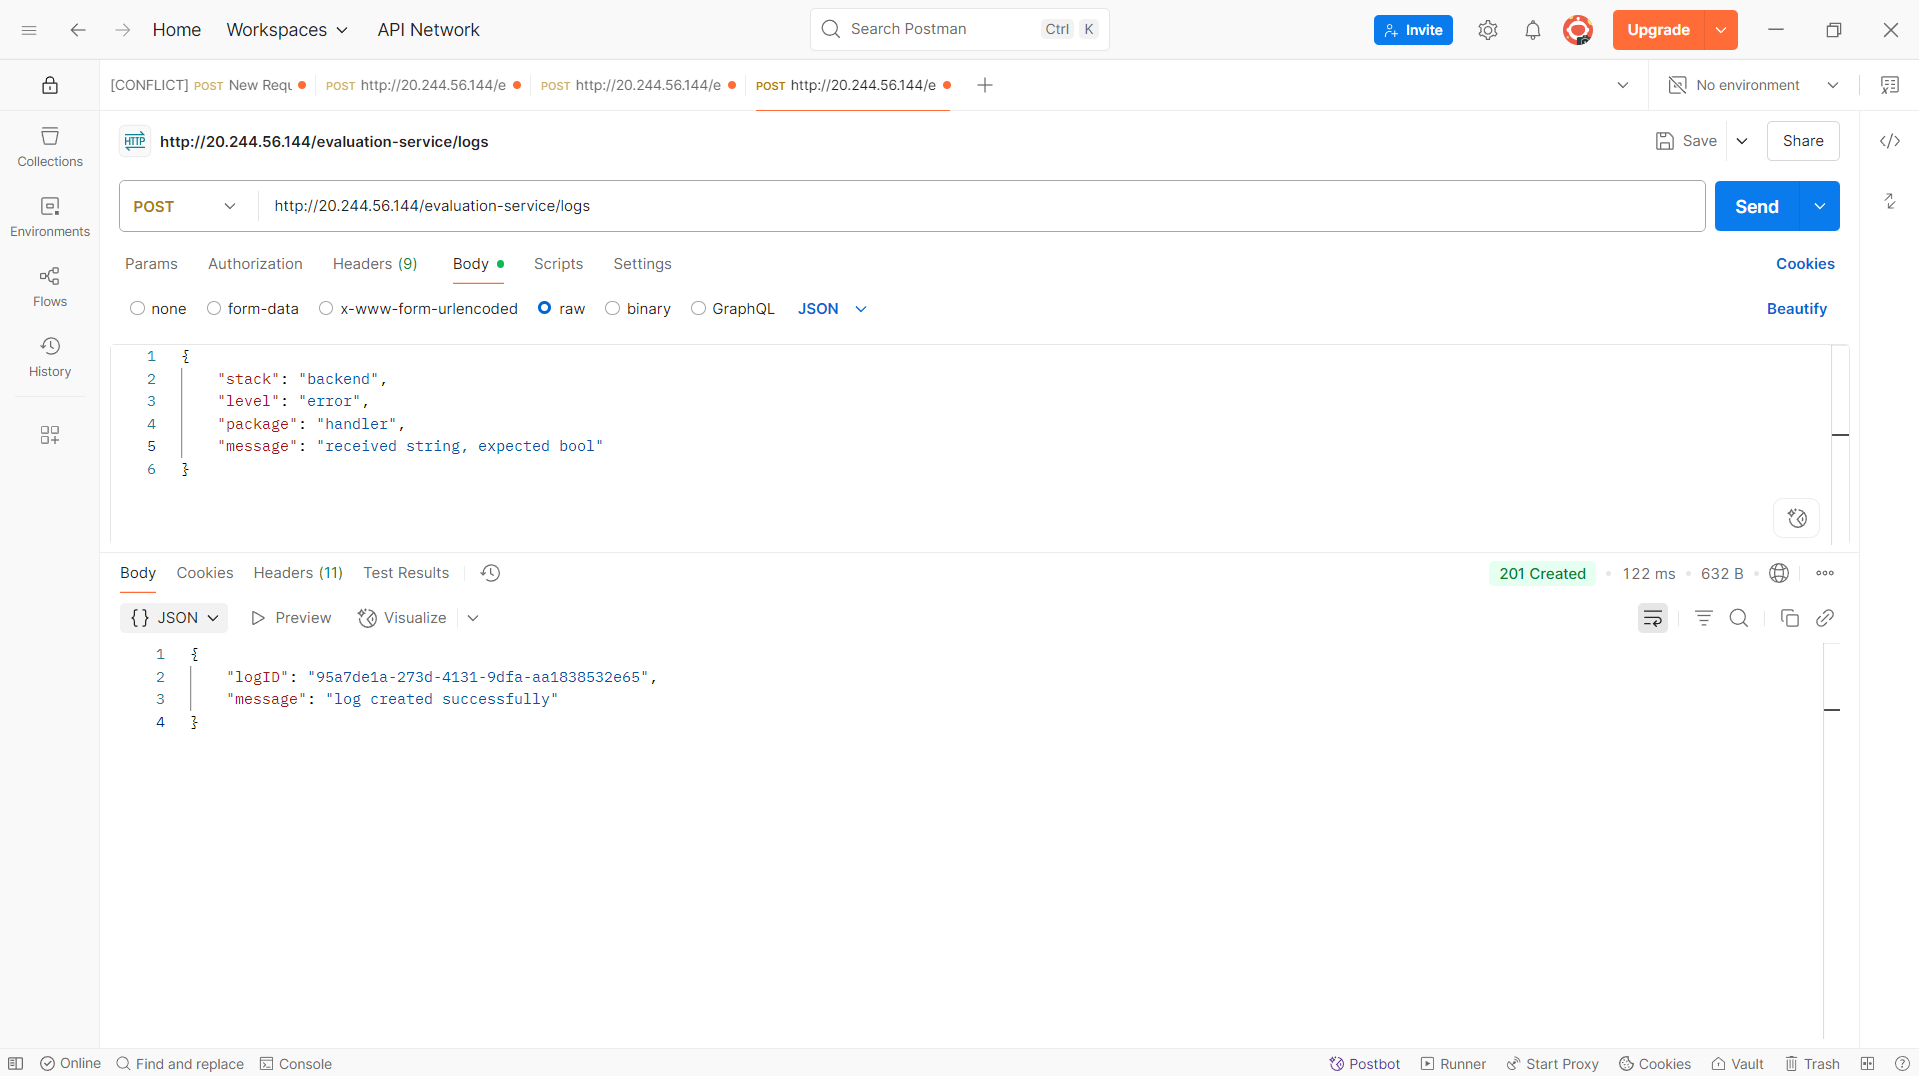 Home Workspaces API Network Search Postman Ctrl K Invite Upgrade
[CONFLICT] POST New Requ POST http://20.244.56.144/e POST http://20.244.56.144/e POST http://20.244.56.144/e No environment
HTTP http://20.244.56.144/evaluation-service/logs Save Share
Collections
Environments
Flows
History
POST http://20.244.56.144/evaluation-service/logs Send
Params Authorization Headers (9) Body Scripts Settings Cookies
none form-data x-www-form-urlencoded raw binary GraphQL JSON Beautify
1 {
2 "stack": "backend",
3 "level": "error",
4 "package": "handler",
5 "message": "received string, expected bool"
6 }
Body Cookies Headers (11) Test Results 201 Created 122 ms 632 B
{} JSON Preview Visualize
1 {
2 "logID": "95a7de1a-273d-4131-9dfa-aa1838532e65",
3 "message": "log created successfully"
4 }
Online Find and replace Console Postbot Runner Start Proxy Cookies Vault Trash